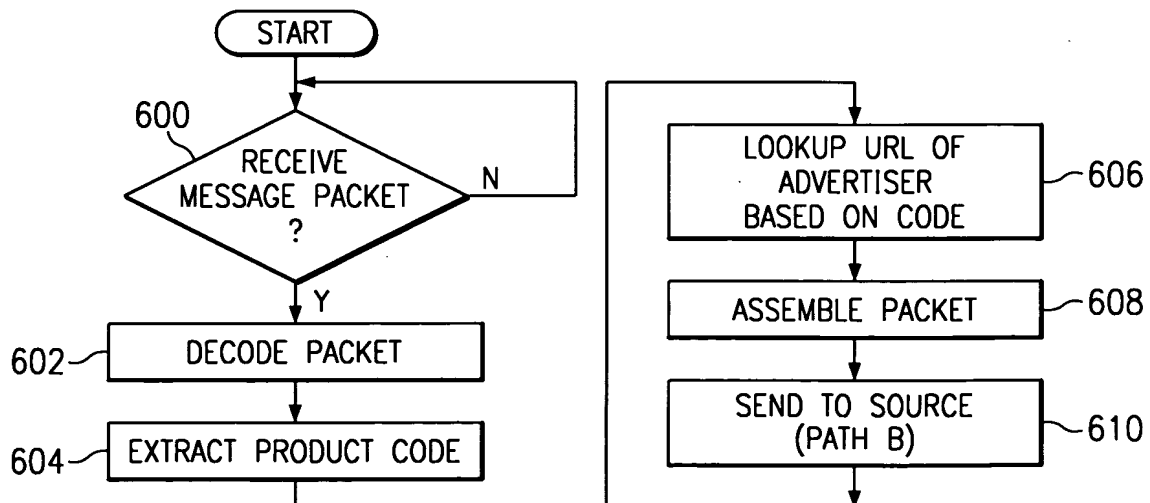 START
600
RECEIVE
MESSAGE PACKET
?
N
Y
602
DECODE PACKET
604
EXTRACT PRODUCT CODE
LOOKUP URL OF
ADVERTISER
BASED ON CODE
606
ASSEMBLE PACKET
608
SEND TO SOURCE
(PATH B)
610